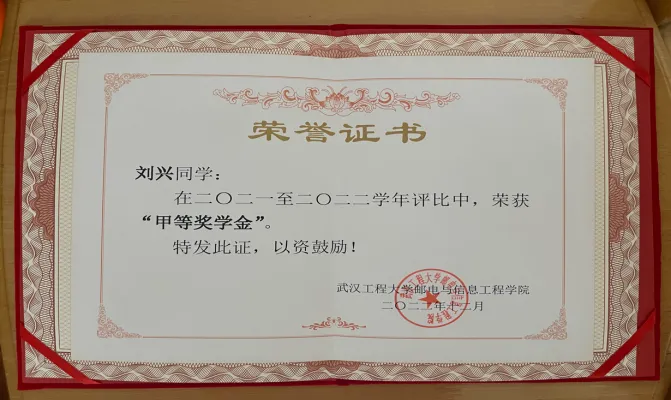 荣誉证书
刘兴同学：
在二〇二一至二〇二二学年评比中，荣获
“甲等奖学金”。
特发此证，以资鼓励！
武汉工程大学邮电与信息工程学院
二〇二二年十二月